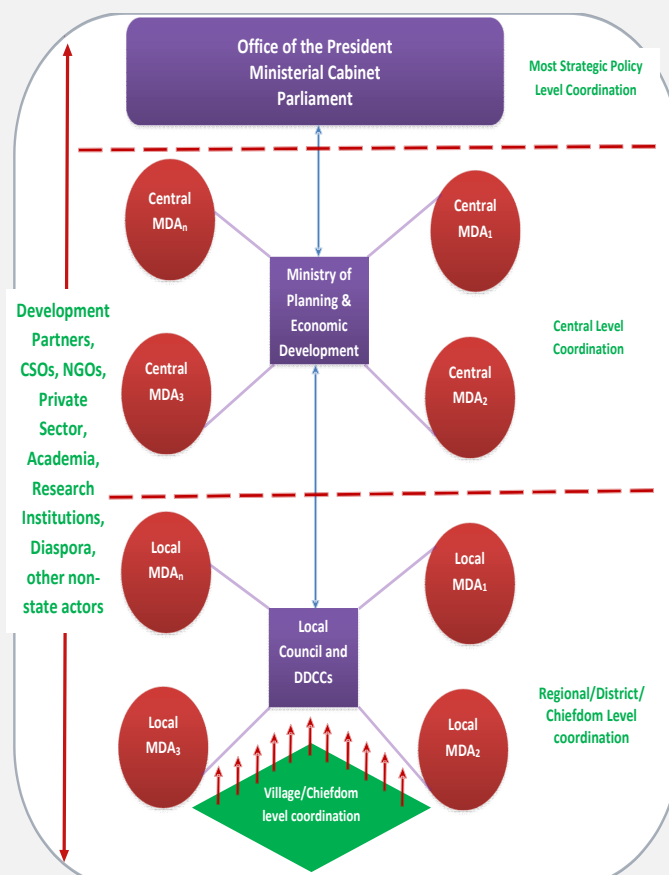 Office of the President
Ministerial Cabinet
Parliament
Most Strategic Policy
Level Coordination
Central
MDAn
Central
MDA1
Ministry of
Planning &
Economic
Development
Central
MDA3
Central
MDA2
Central Level
Coordination
Development
Partners,
CSOs, NGOs,
Private
Sector,
Academia,
Research
Institutions,
Diaspora,
other non-
state actors
Local
MDAn
Local
MDA1
Local
Council and
DDCCs
Local
MDA3
Local
MDA2
Regional/District/
Chiefdom Level
coordination
Village/Chiefdom
level coordination